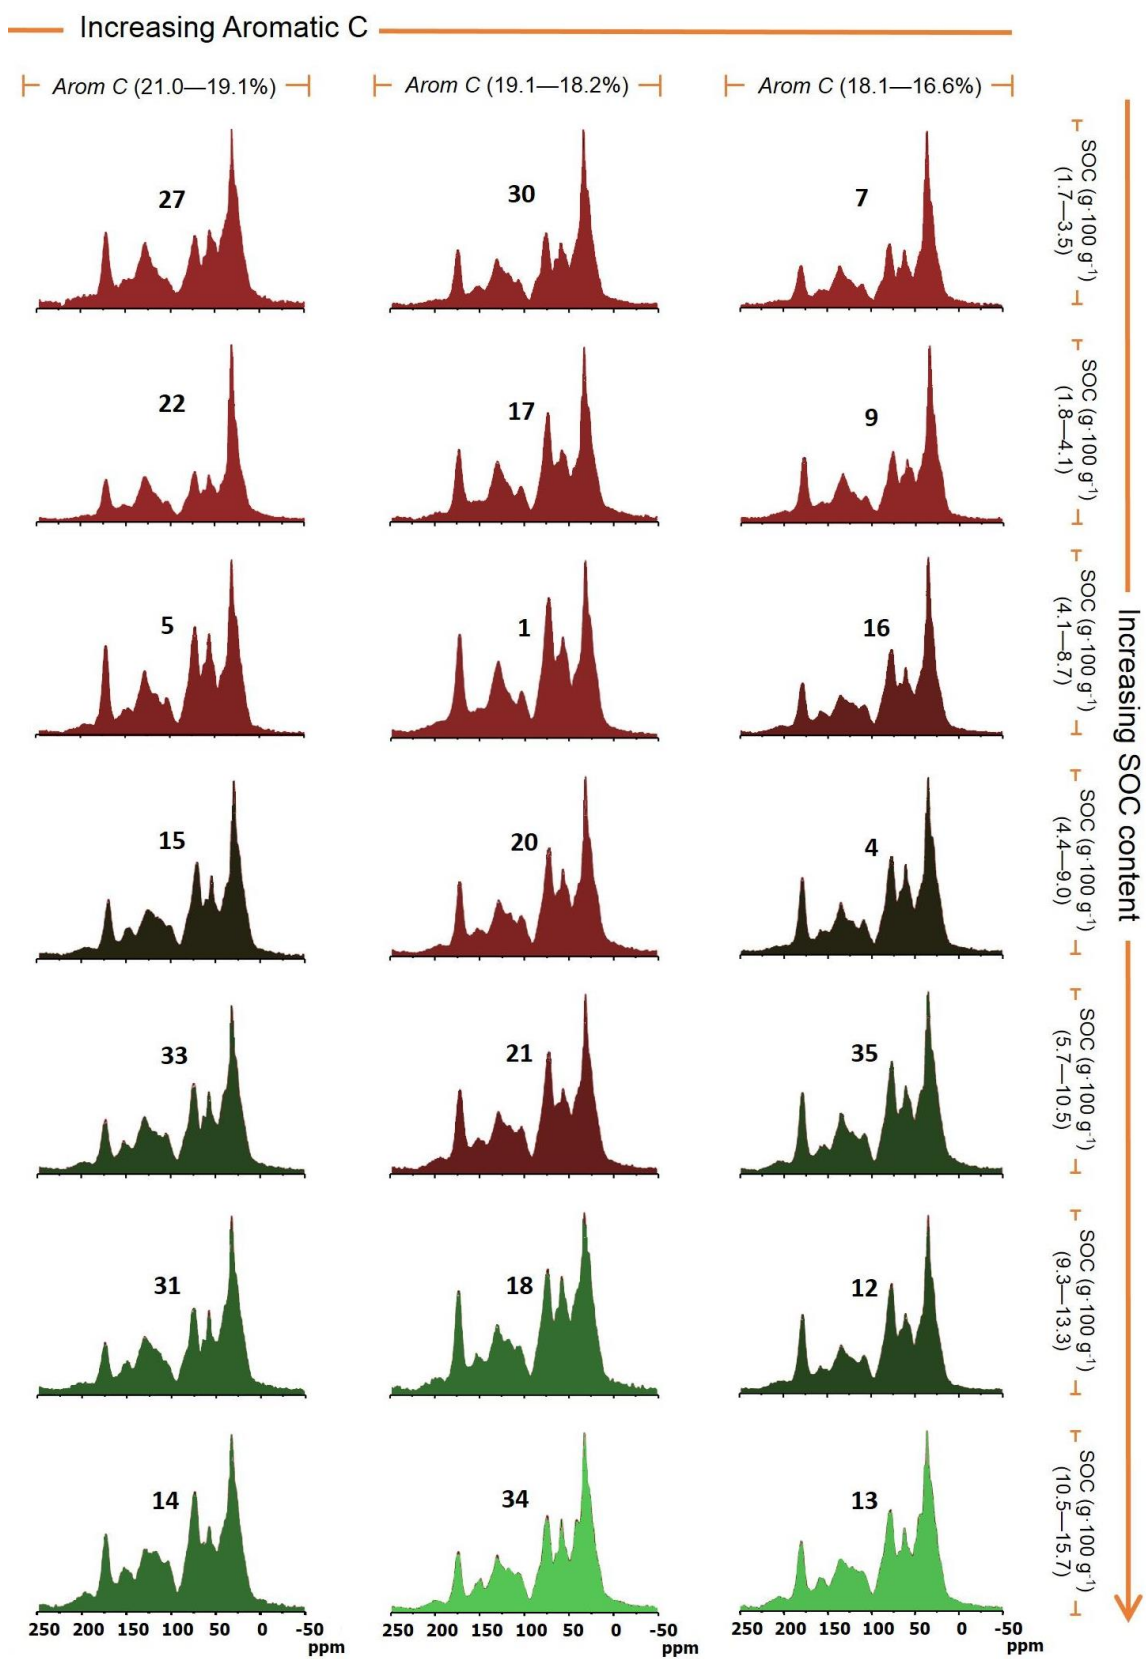 Increasing Aromatic C
Arom C (21.0—19.1%)
Arom C (19.1—18.2%)
Arom C (18.1—16.6%)
27
30
7
SOC (g·100 g-1)
(1.7—3.5)
22
17
9
SOC (g·100 g-1)
(1.8—4.1)
5
1
16
SOC (g·100 g-1)
(4.1—8.7)
Increasing SOC content
15
20
4
SOC (g·100 g-1)
(4.4—9.0)
33
21
35
SOC (g·100 g-1)
(5.7—10.5)
31
18
12
SOC (g·100 g-1)
(9.3—13.3)
14
34
13
SOC (g·100 g-1)
(10.5—15.7)
250 200 150 100 50 0 -50
ppm
250 200 150 100 50 0 -50
ppm
200 150 100 50 0 -50
ppm